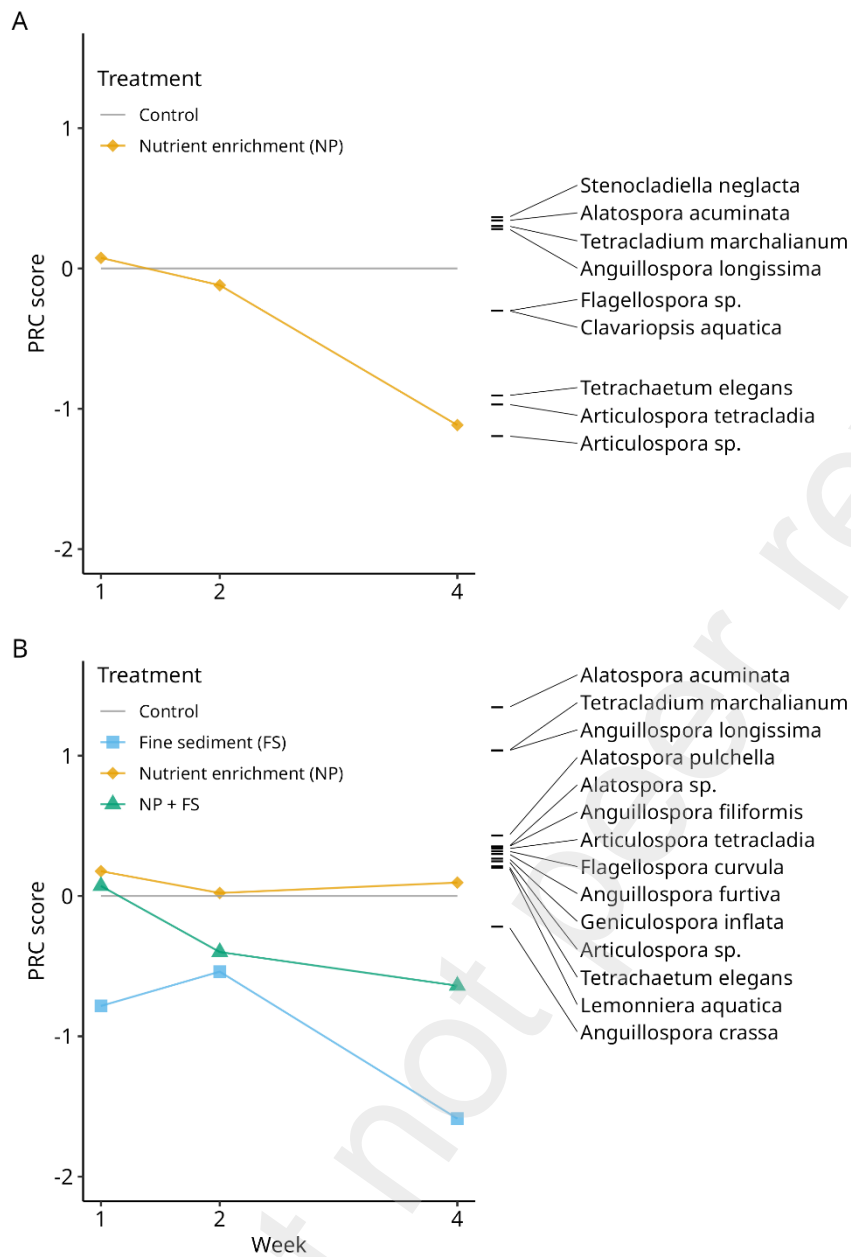 A
Treatment
Control
Nutrient enrichment (NP)
PRC score
1
0
-1
-2
1 2 4
Stenocladiella neglacta
Alatospora acuminata
Tetracladium marchalianum
Anguillospora longissima
Flagellospora sp.
Clavariopsis aquatica
Tetrachaetum elegans
Articulospora tetracladia
Articulospora sp.
B
Treatment
Control
Fine sediment (FS)
Nutrient enrichment (NP)
NP + FS
PRC score
1
0
-1
-2
1 2 4
Week
Alatospora acuminata
Tetracladium marchalianum
Anguillospora longissima
Alatospora pulchella
Alatospora sp.
Anguillospora filiformis
Articulospora tetracladia
Flagellospora curvula
Anguillospora furtiva
Geniculospora inflata
Articulospora sp.
Tetrachaetum elegans
Lemonniera aquatica
Anguillospora crassa
not peer re